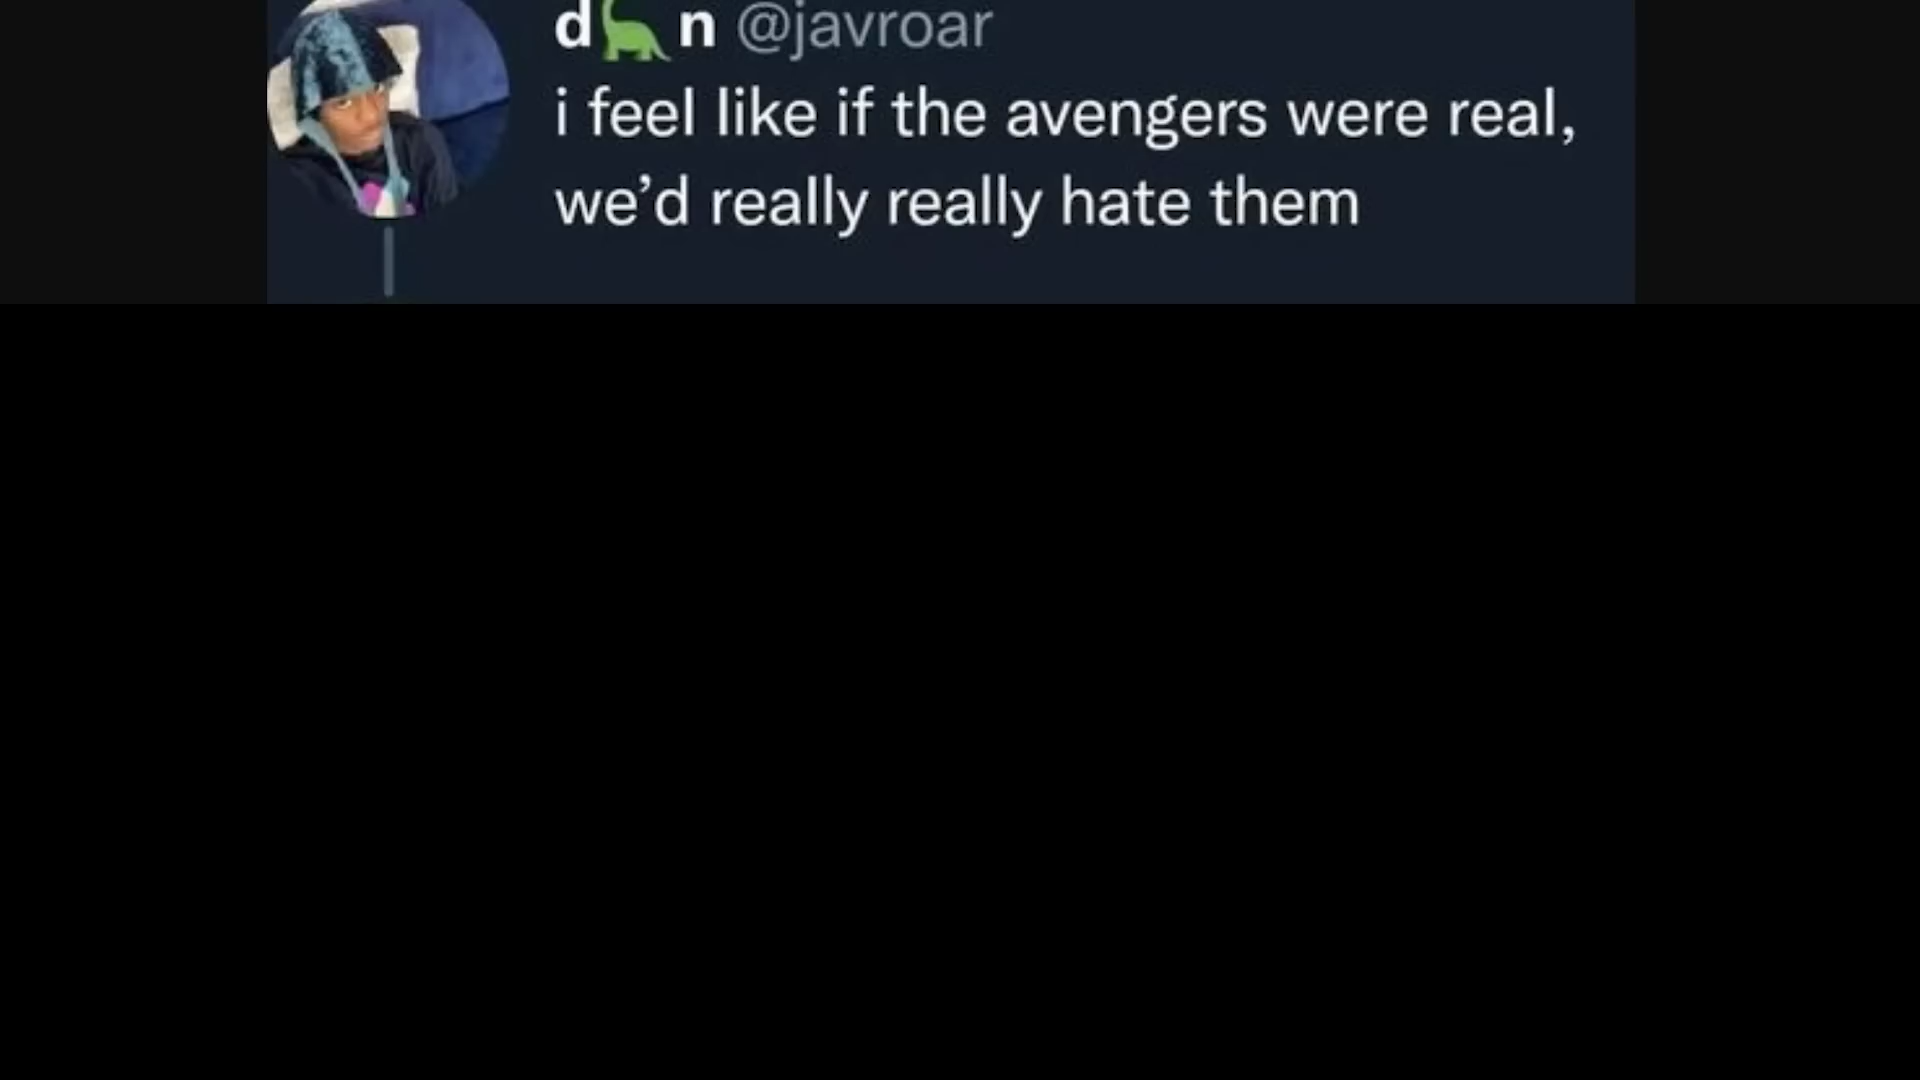 d🦕n @javroar
i feel like if the avengers were real,
we’d really really hate them